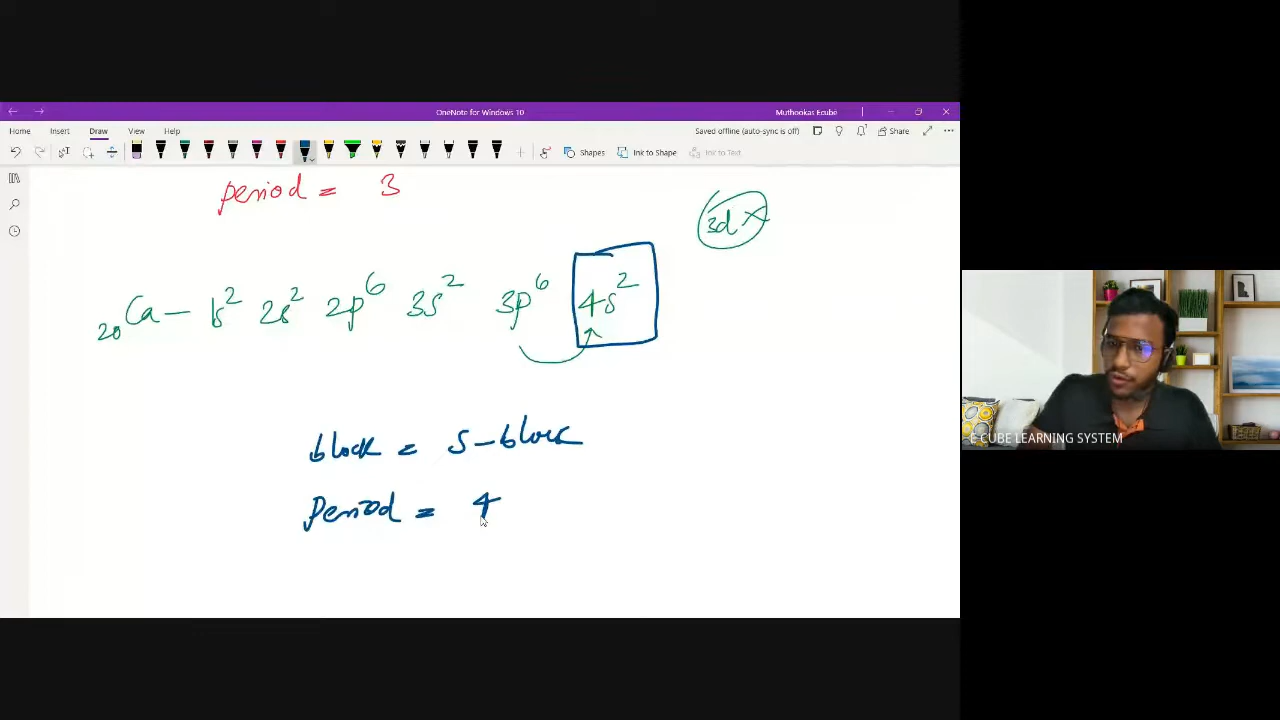 OneNote for Windows 10
Muthookas Ecube
Home Insert Draw View Help
Saved offline (auto-sync is off) Share
Shapes Ink to Shape Ink to Text
period = 3
3d X
20Ca - 1s² 2s² 2p⁶ 3s² 3p⁶ 4s²
block = s-block
Period = 4
E CUBE LEARNING SYSTEM